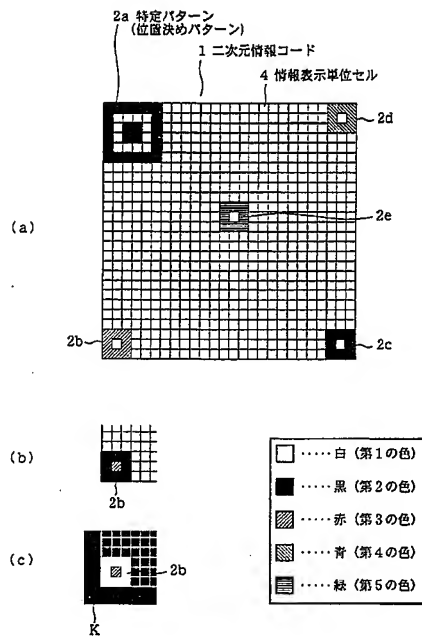 2a 特定パターン
(位置決めパターン)
1 二次元情報コード
4 情報表示単位セル
2d
(a)
2e
2b
2c
(b)
2b
(c)
2b
K
白 (第1の色)
黒 (第2の色)
赤 (第3の色)
青 (第4の色)
緑 (第5の色)